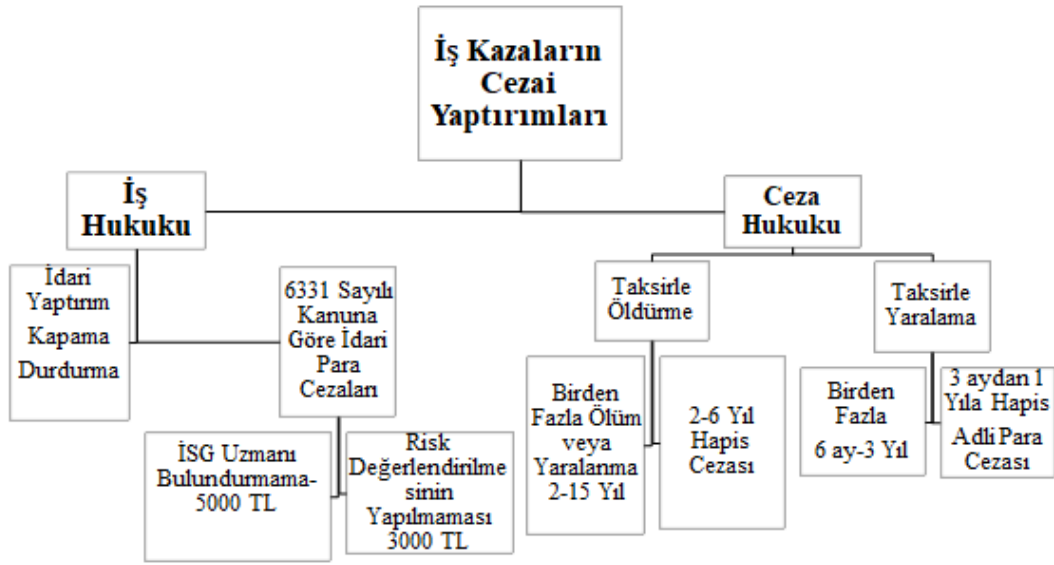 İş Kazaların
Cezai
Yaptırımları
İş
Hukuku
Ceza
Hukuku
İdari
Yaptırım
Kapama
Durdurma
6331 Sayılı
Kanuna
Göre İdari
Para
Cezaları
Taksirle
Öldürme
Taksirle
Yaralama
İSG Uzmanı
Bulundurmama-
5000 TL
Risk
Değerlendirilme
sinin
Yapılmaması
3000 TL
Birden
Fazla Ölüm
veya
Yaralanma
2-15 Yıl
2-6 Yıl
Hapis
Cezası
Birden
Fazla
6 ay-3 Yıl
3 aydan 1
Yıla Hapis
Adli Para
Cezası